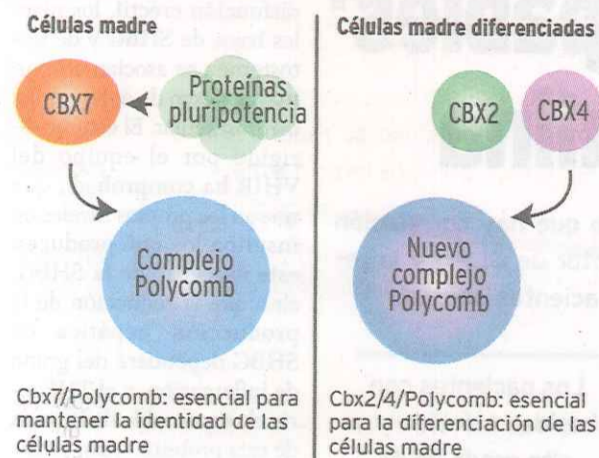 Células madre
CBX7
Proteínas
pluripotencia
Complejo
Polycomb
Cbx7/Polycomb: esencial para
mantener la identidad de las
células madre
Células madre diferenciadas
CBX2
CBX4
Nuevo
complejo
Polycomb
Cbx2/4/Polycomb: esencial
para la diferenciación de las
células madre